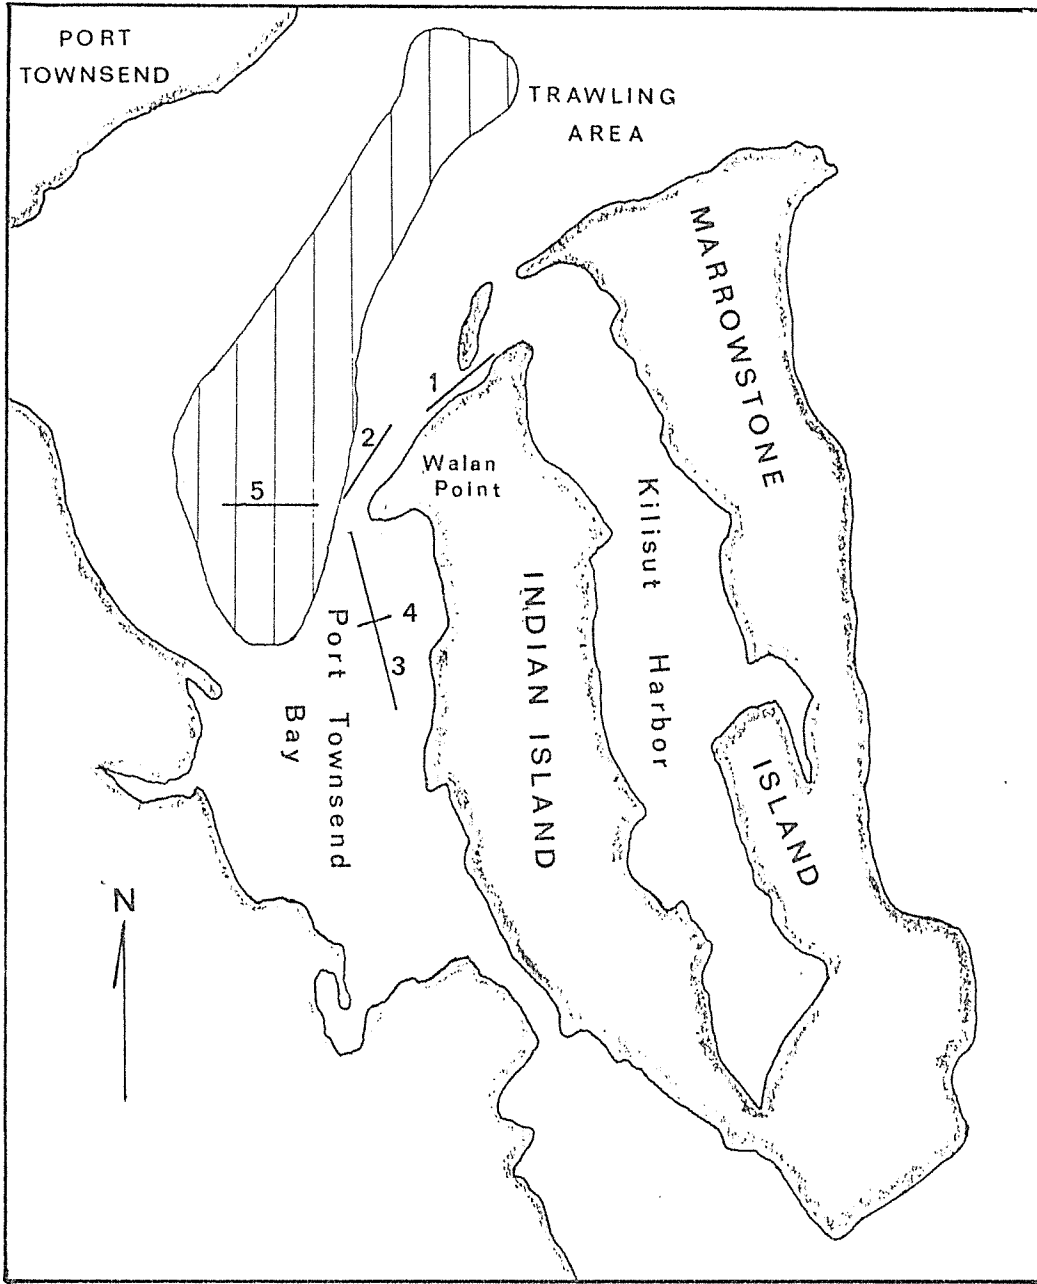 PORT
TOWNSEND
TRAWLING
AREA
MARROWSTONE
1
2
Walan
Point
5
Kilisut
Harbor
4
3
INDIAN ISLAND
Port Townsend
Bay
ISLAND
N